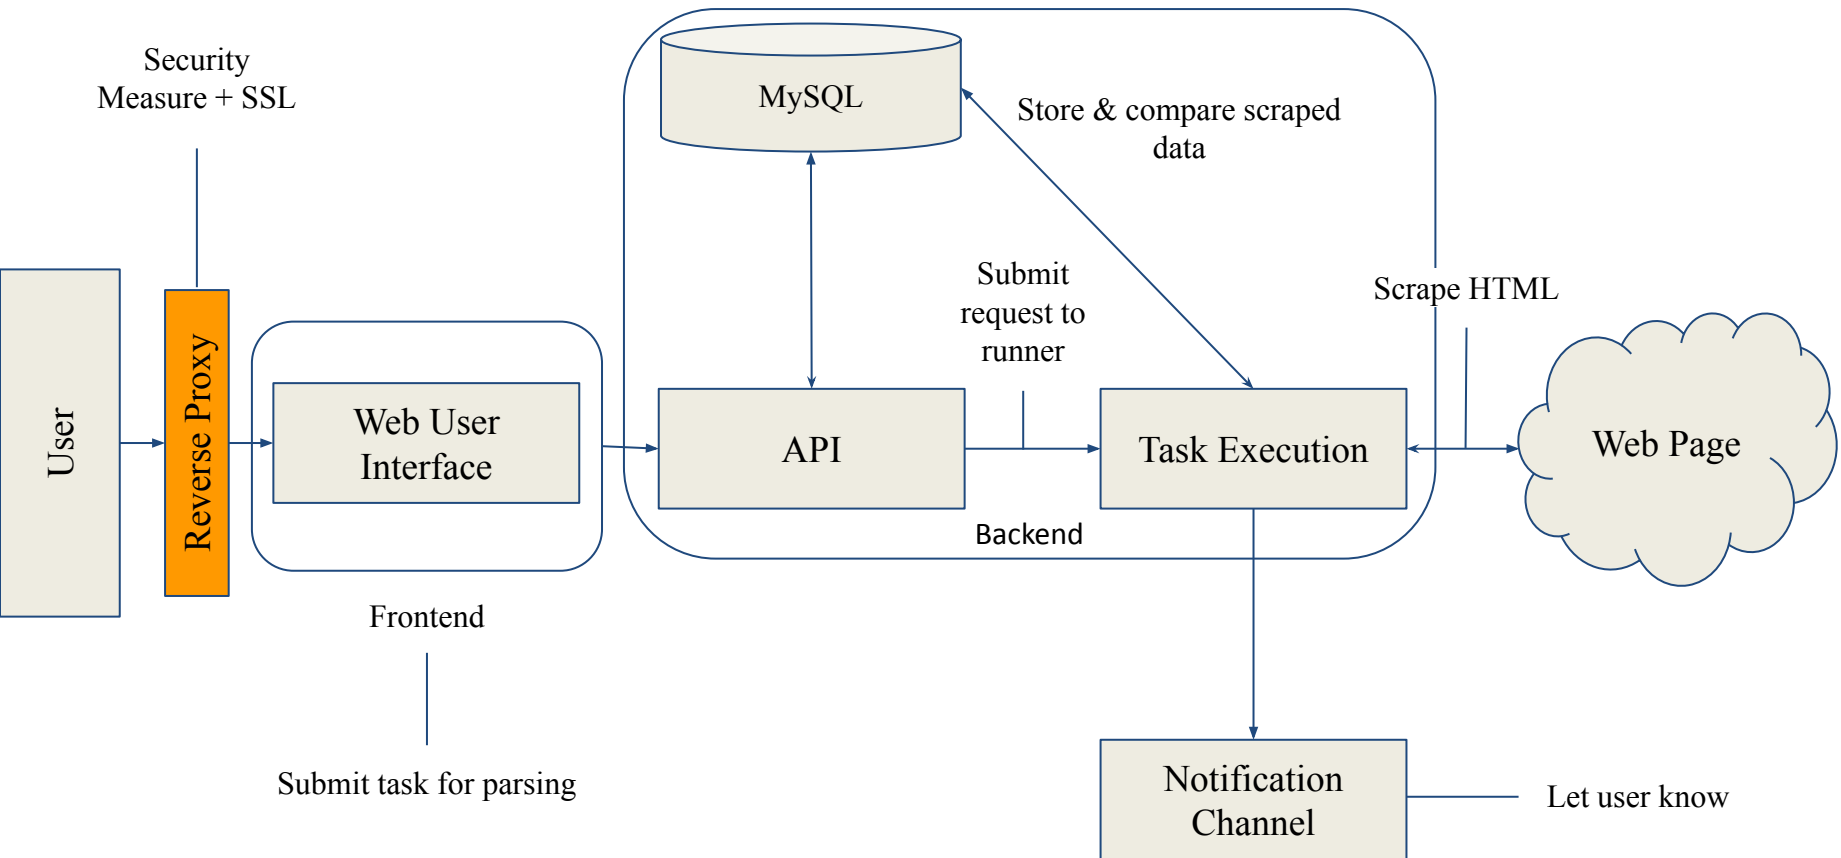 Security
Measure + SSL
MySQL
Store & compare scraped
data
Submit
request to
runner
Scrape HTML
User
Reverse Proxy
Web User
Interface
API
Task Execution
Web Page
Backend
Frontend
Submit task for parsing
Notification
Channel
Let user know